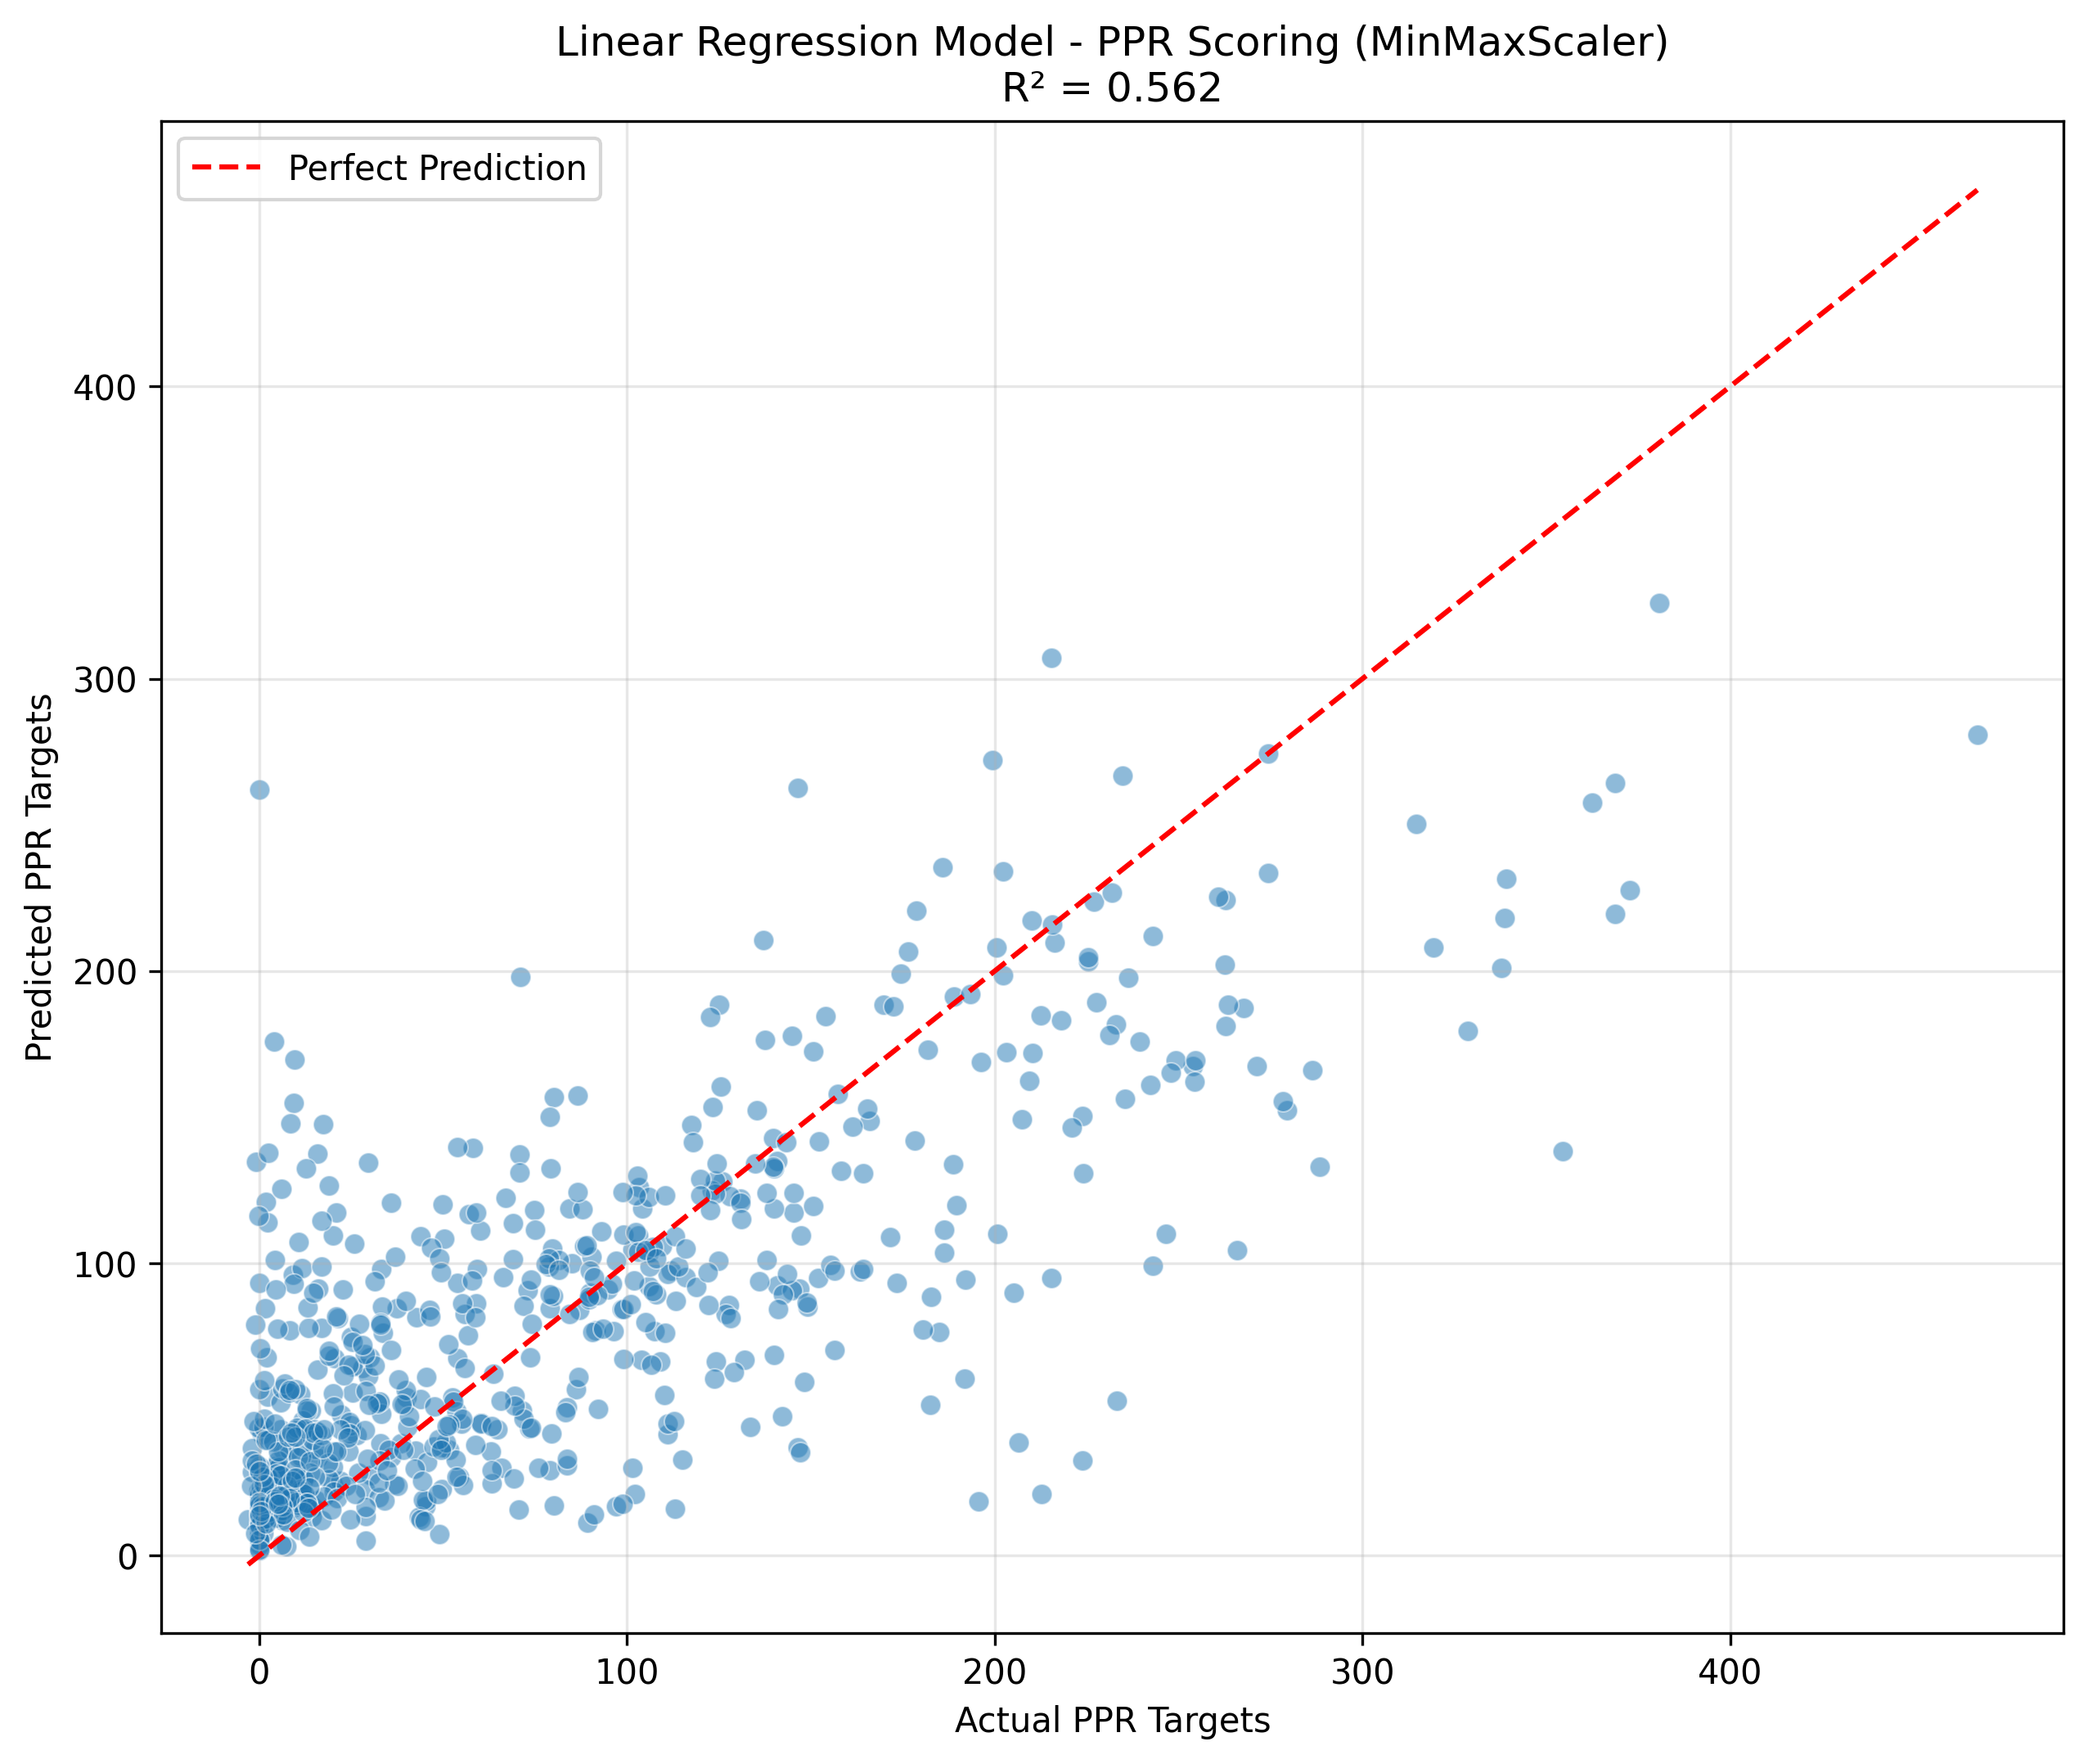 Linear Regression Model - PPR Scoring (MinMaxScaler)
R² = 0.562
Perfect Prediction
Predicted PPR Targets
400
300
200
100
0
0 100 200 300 400
Actual PPR Targets